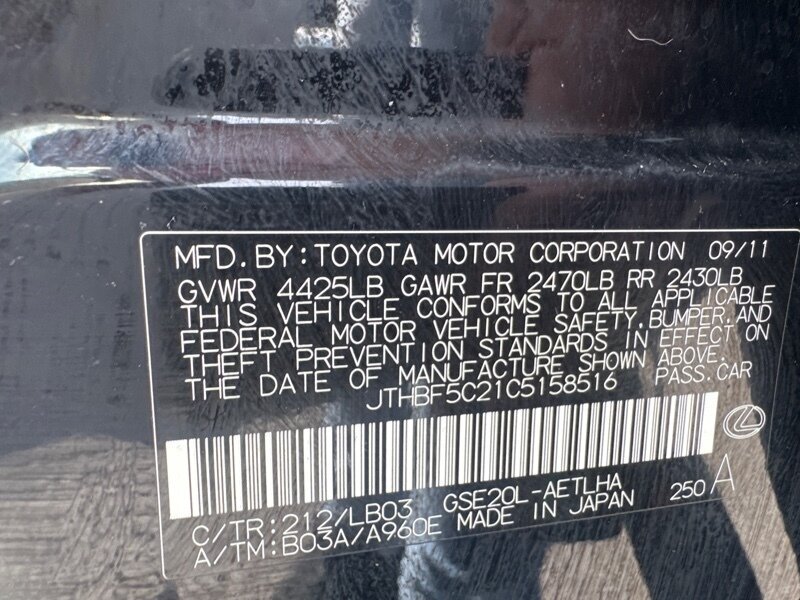 MFD.BY:TOYOTA MOTOR CORPORATION 09/11
GVWR 4425LB GAWR FR 2470LB RR 2430LB
THIS VEHICLE CONFORMS TO ALL APPLICABLE
FEDERAL MOTOR VEHICLE SAFETY,BUMPER,AND
THEFT PREVENTION STANDARDS IN EFFECT ON
THE DATE OF MANUFACTURE SHOWN ABOVE.
JTHBF5C21C5158516 PASS.CAR
C/TR:212/LB03 GSE20L-AETLHA 250 A
A/TM:B03A/A960E MADE IN JAPAN